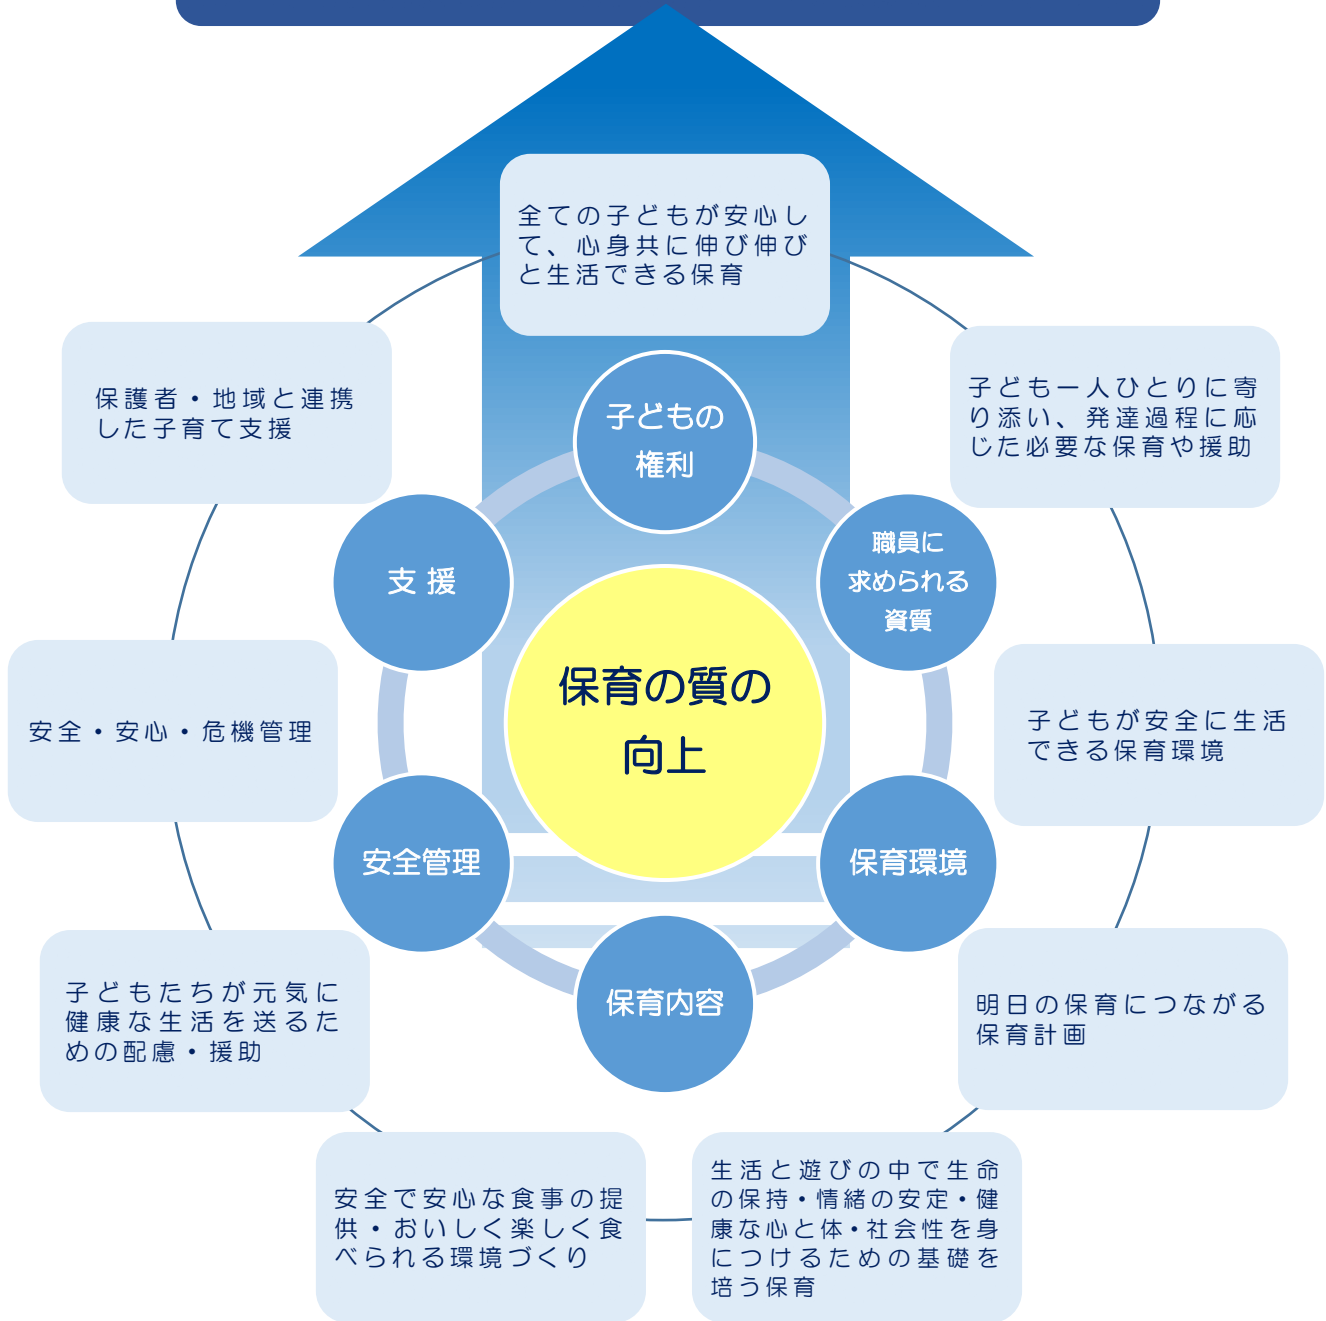 全ての子どもが安心し
て、心身共に伸び伸び
と生活できる保育
保護者・地域と連携
した子育て支援
子ども一人ひとりに寄
り添い、発達過程に応
じた必要な保育や援助
子どもの
権利
支 援
職員に
求められる
資質
保育の質の
向上
安全・安心・危機管理
子どもが安全に生活
できる保育環境
安全管理
保育環境
保育内容
子どもたちが元気に
健康な生活を送るた
めの配慮・援助
明日の保育につながる
保育計画
安全で安心な食事の提
供・おいしく楽しく食
べられる環境づくり
生活と遊びの中で生命
の保持・情緒の安定・健
康な心と体・社会性を身
につけるための基礎を
培う保育